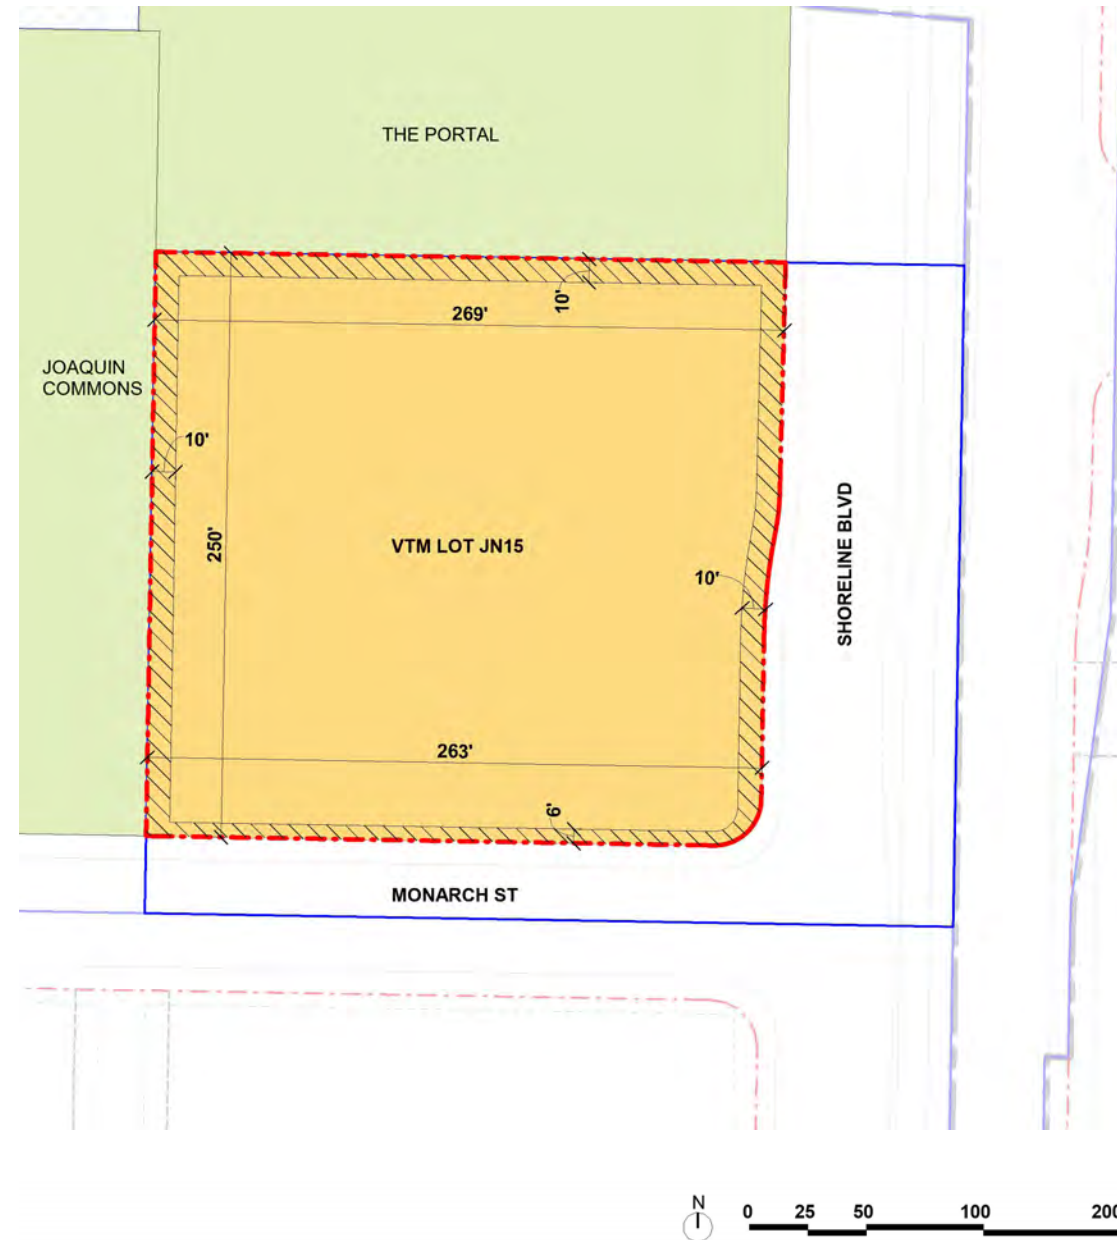 THE PORTAL
10'
269'
JOAQUIN
COMMONS
10'
250'
VTM LOT JN15
SHORELINE BLVD
10'
263'
6'
MONARCH ST
N
0 25 50 100 200